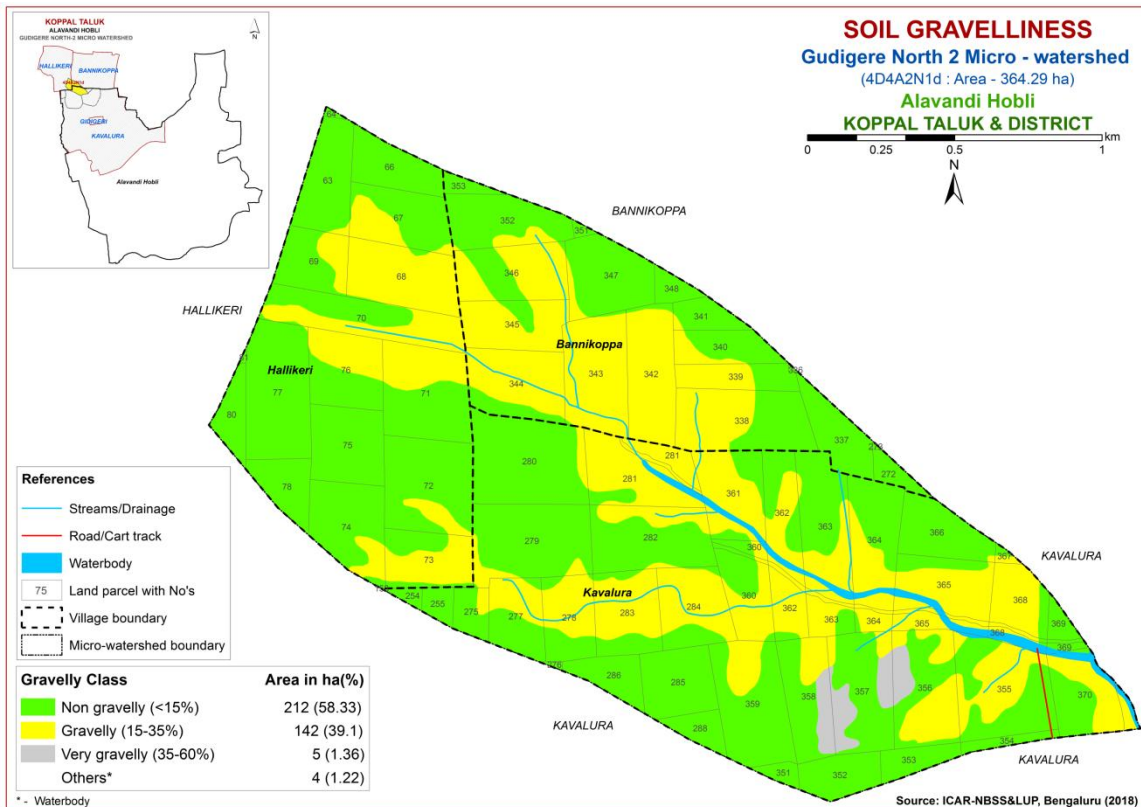 KOPPAL TALUK
ALAVANDI HOBLI
GUDIGERE NORTH-2 MICRO WATERSHED
N
HALLIKERI
BANNIKOPPA
KAVALURA
Alavandi Hobli
SOIL GRAVELLINESS
Gudigere North 2 Micro - watershed
(4D4A2N1d : Area - 364.29 ha)
Alavandi Hobli
KOPPAL TALUK & DISTRICT
km
0 0.25 0.5 1
N
64
66
63
353
67
352
351
BANNIKOPPA
69
68
346
347
348
HALLIKERI
70
345
341
340
Bannikoppa
Hallikeri
76
77
71
344
343
342
339
80
338
337
272
75
280
281
281
78
72
361
362
363
366
74
279
282
364
73
360
KAVALURA
254
255
275
277
278
Kavalura
283
284
360
362
363
364
365
365
368
368
369
369
286
285
359
358
357
356
355
370
288
KAVALURA
351
352
353
354
KAVALURA
References
Streams/Drainage
Road/Cart track
Waterbody
75 Land parcel with No's
Village boundary
Micro-watershed boundary
Gravelly Class Area in ha(%)
Non gravelly (<15%) 212 (58.33)
Gravelly (15-35%) 142 (39.1)
Very gravelly (35-60%) 5 (1.36)
Others* 4 (1.22)
* - Waterbody
Source: ICAR-NBSS&LUP, Bengaluru (2018)